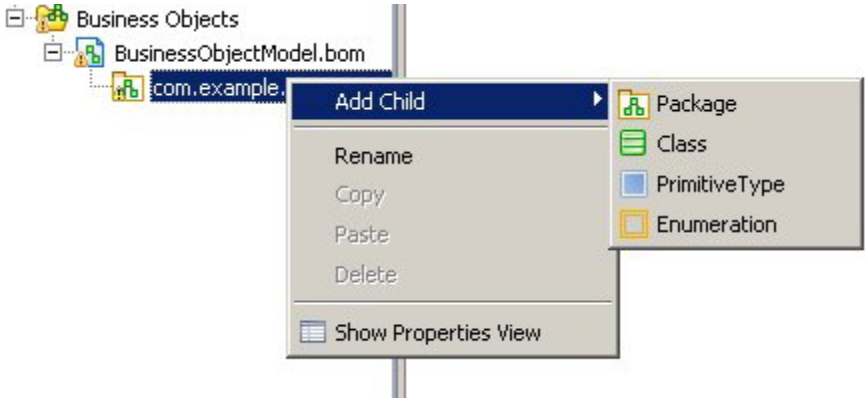 Business Objects
BusinessObjectModel.bom
com.example.
Add Child
Package
Class
PrimitiveType
Enumeration
Rename
Copy
Paste
Delete
Show Properties View